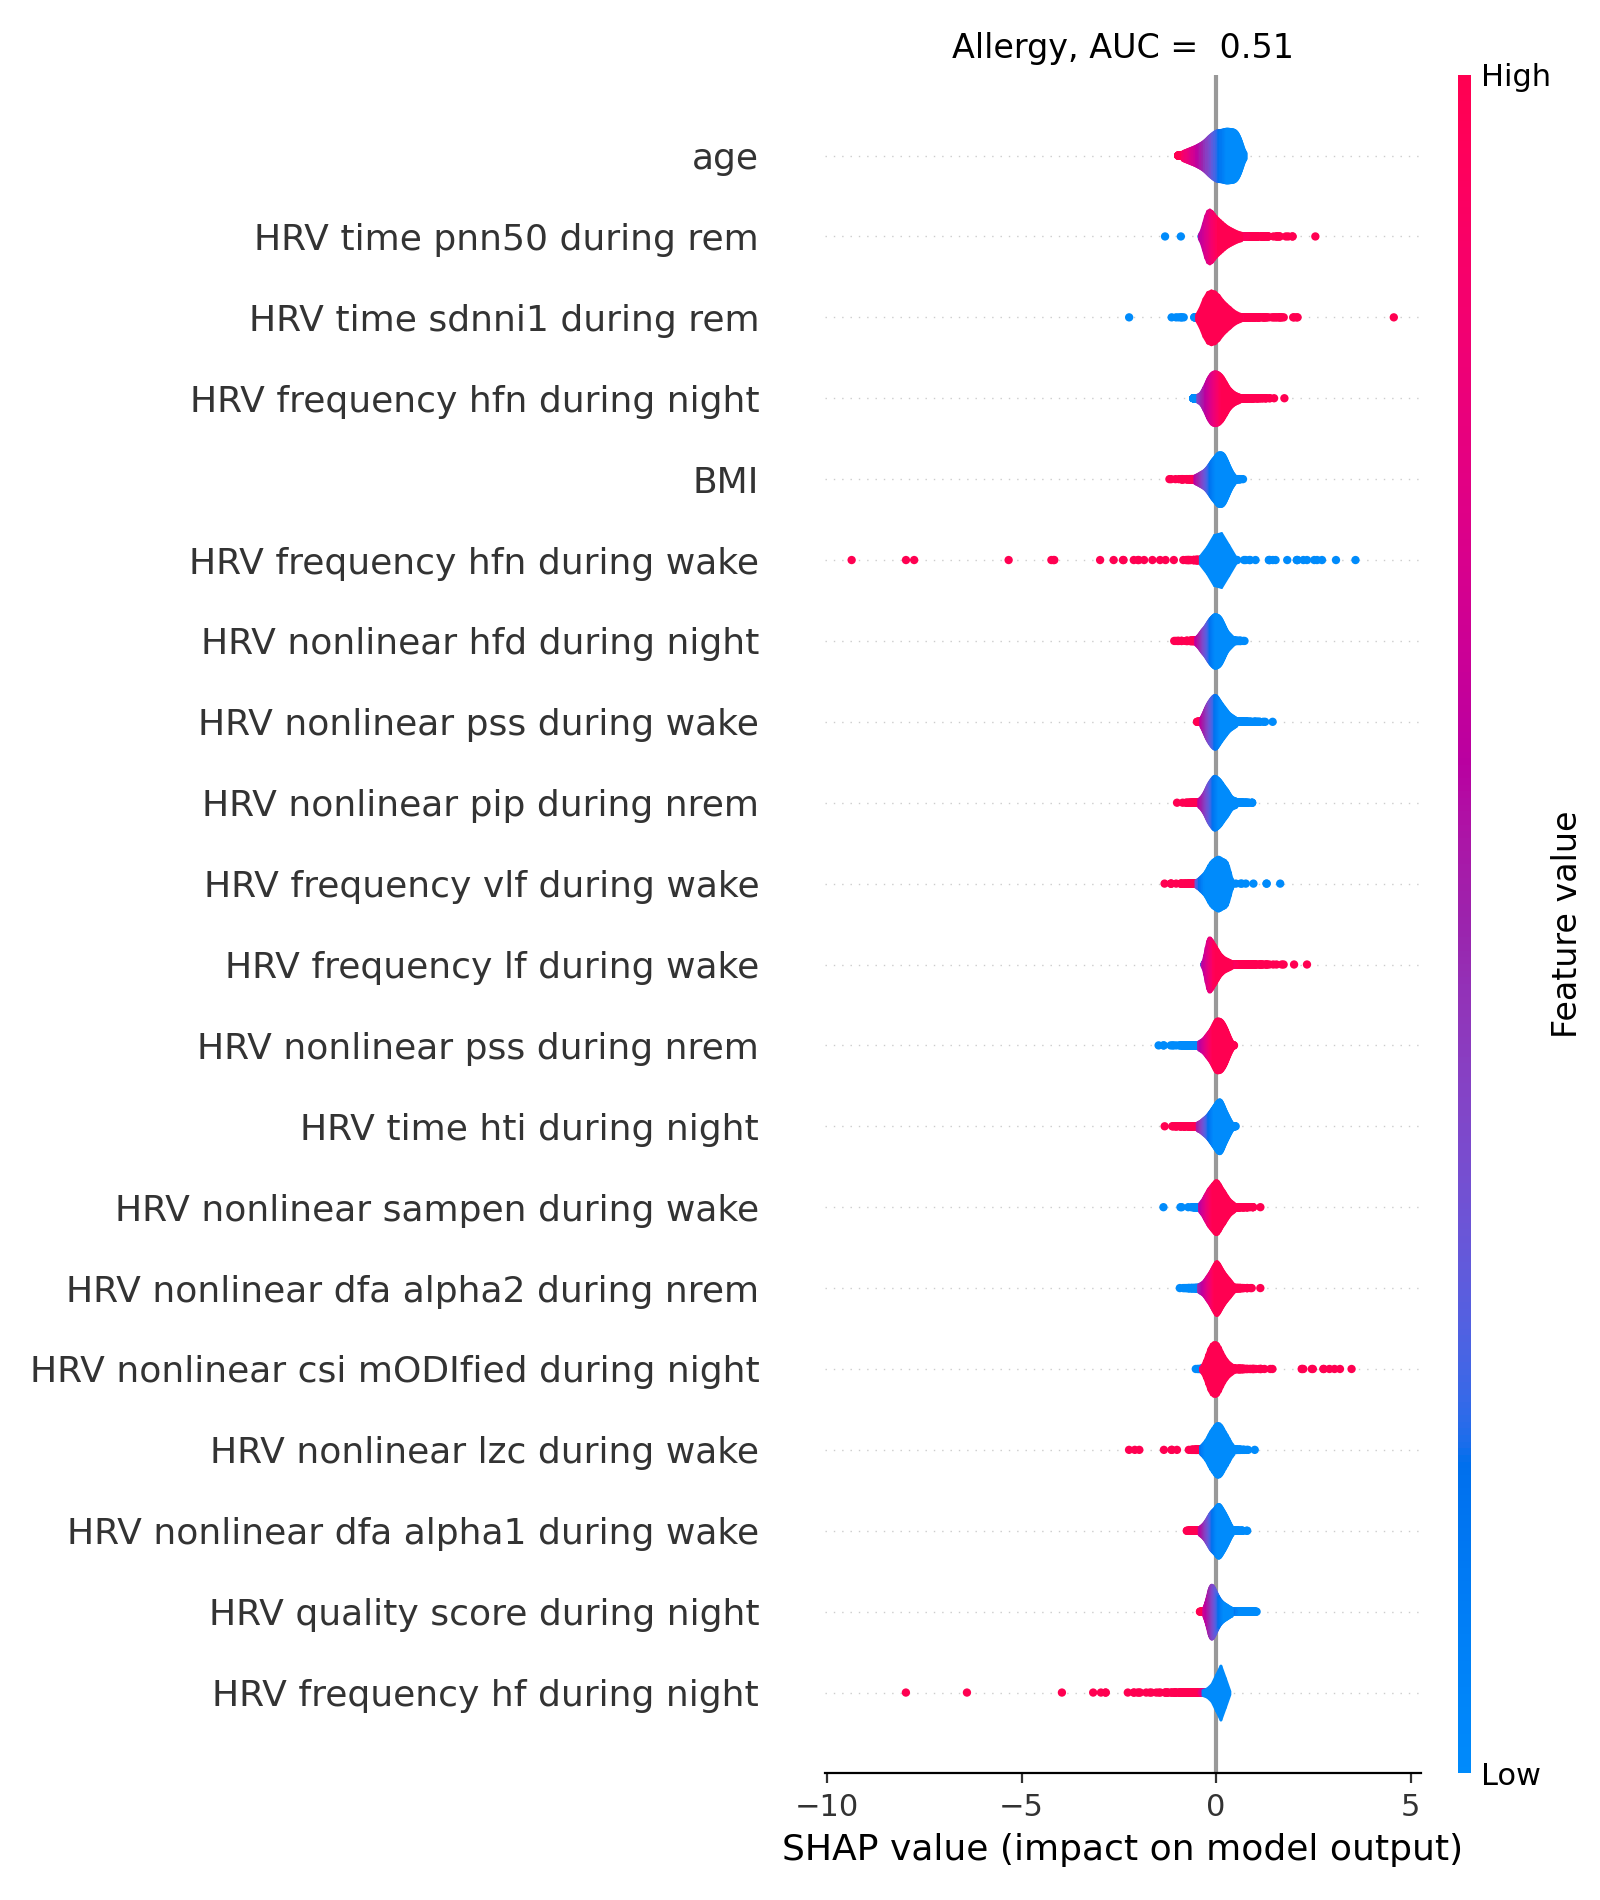 Allergy, AUC =  0.51
High
age
HRV time pnn50 during rem
HRV time sdnni1 during rem
HRV frequency hfn during night
BMI
HRV frequency hfn during wake
HRV nonlinear hfd during night
HRV nonlinear pss during wake
HRV nonlinear pip during nrem
HRV frequency vlf during wake
HRV frequency lf during wake
HRV nonlinear pss during nrem
HRV time hti during night
HRV nonlinear sampen during wake
HRV nonlinear dfa alpha2 during nrem
HRV nonlinear csi mODIfied during night
HRV nonlinear lzc during wake
HRV nonlinear dfa alpha1 during wake
HRV quality score during night
HRV frequency hf during night
Feature value
Low
−10 −5 0 5
SHAP value (impact on model output)